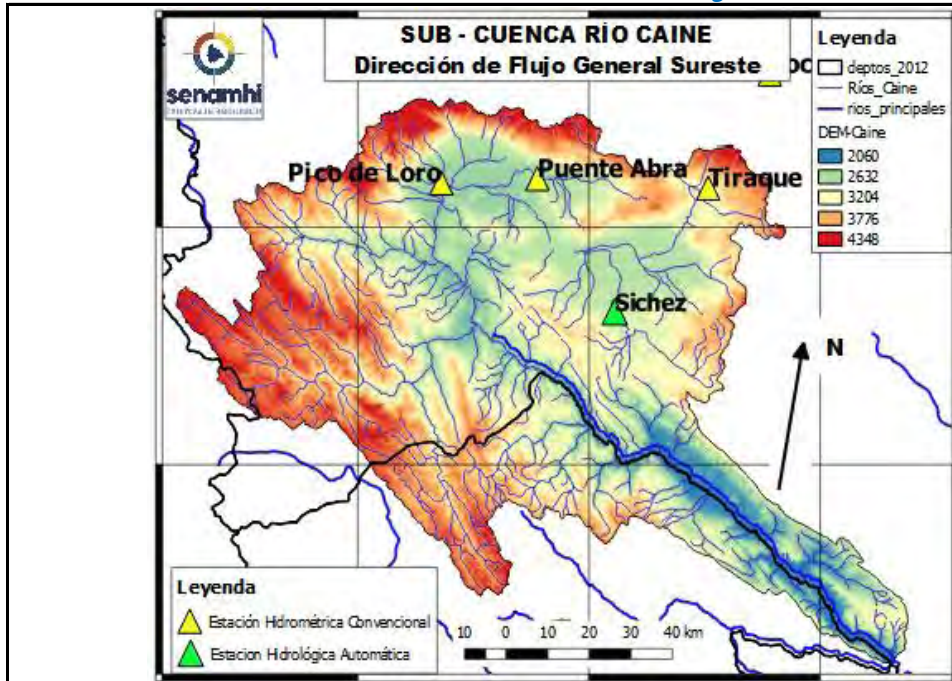 SUB - CUENCA RÍO CAINE
Dirección de Flujo General Sureste
senamhi
Leyenda
deptos_2012
Ríos_Caine
rios_principales
DEM-Caine
2060
2632
3204
3776
4348
Pico de Loro
Puente Abra
Tiraque
Sichez
N
Leyenda
Estación Hidrométrica Convencional
Estacion Hidrológica Automática
10 0 10 20 30 40 km